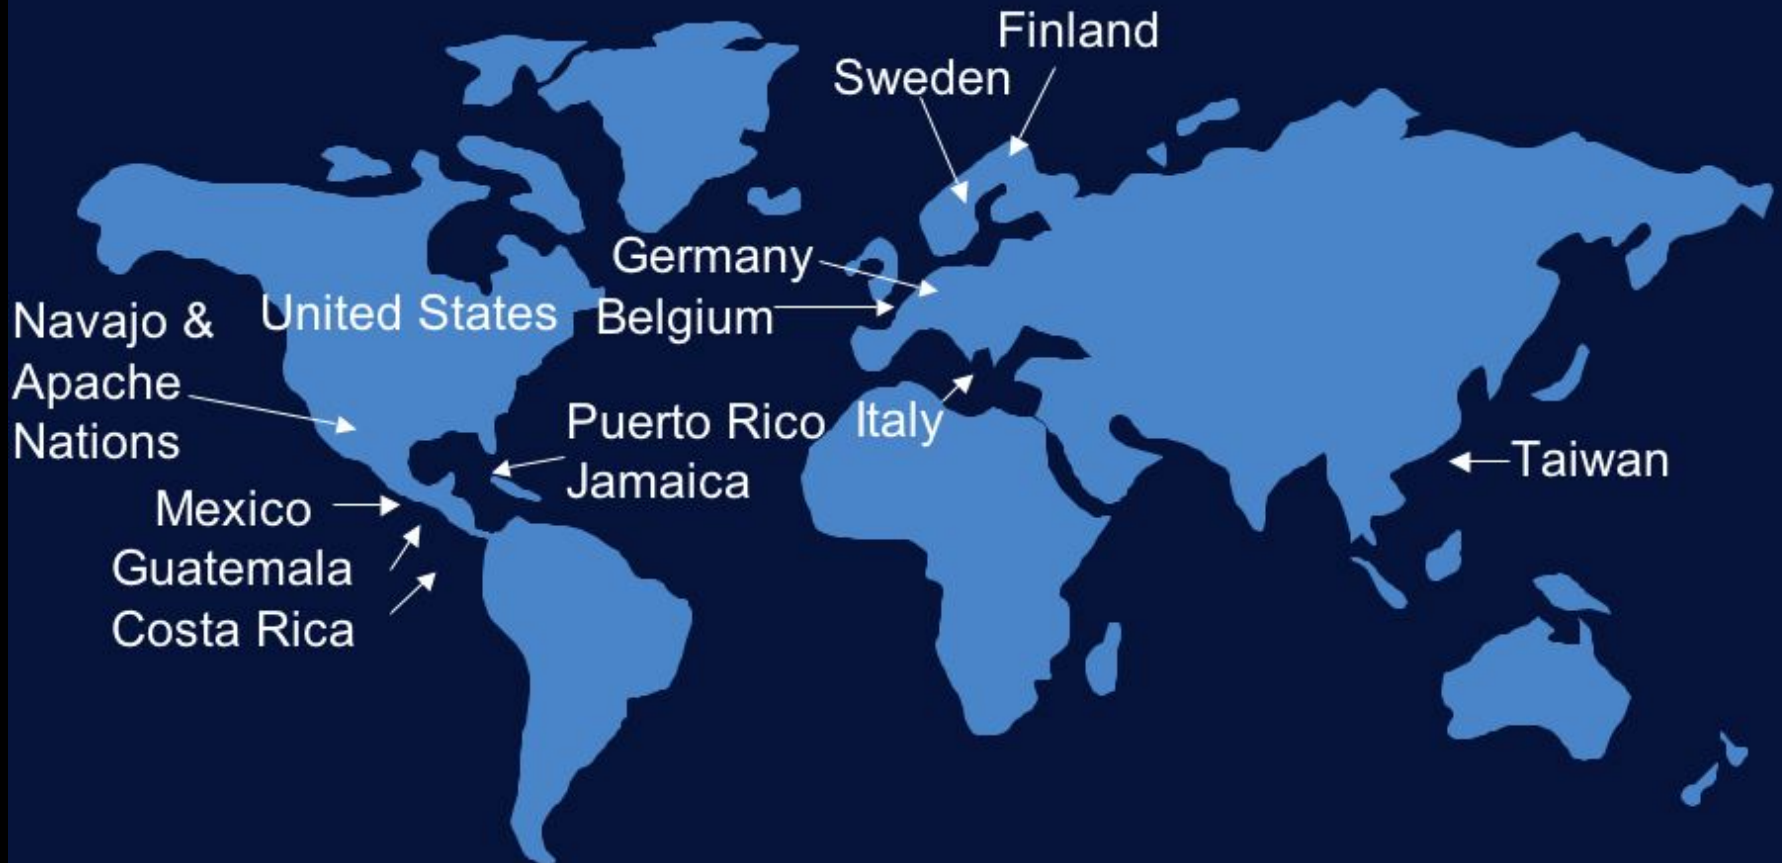 Finland
Sweden
Germany
Belgium
United States
Navajo &
Apache
Nations
Puerto Rico
Jamaica
Italy
Taiwan
Mexico
Guatemala
Costa Rica